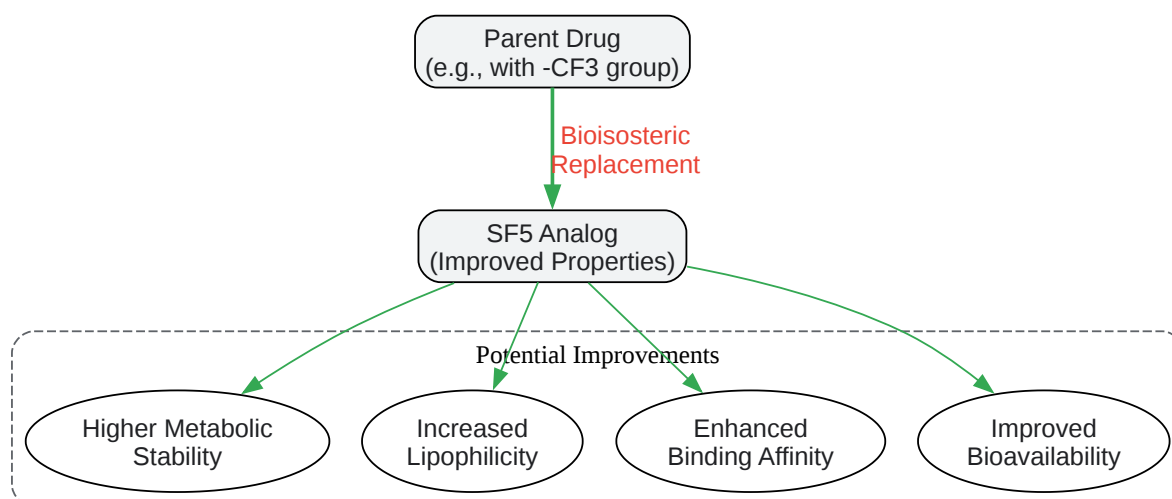 Parent Drug
(e.g., with -CF3 group)
Bioisosteric
Replacement
SF5 Analog
(Improved Properties)
Potential Improvements
Higher Metabolic
Stability
Increased
Lipophilicity
Enhanced
Binding Affinity
Improved
Bioavailability